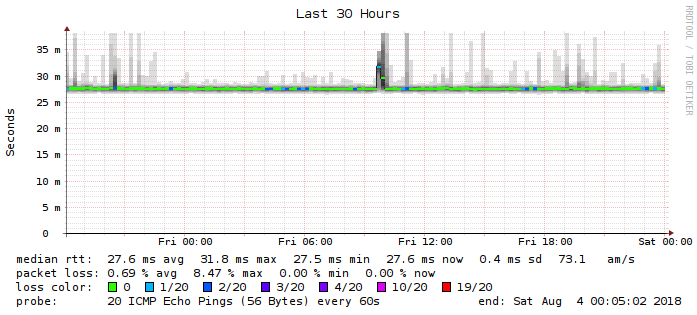 Last 30 Hours
RRDTOOL / TOBI OETIKER
Seconds
35 m
30 m
25 m
20 m
15 m
10 m
5 m
0
Fri 00:00 Fri 06:00 Fri 12:00 Fri 18:00 Sat 00:00
median rtt: 27.6 ms avg 31.8 ms max 27.5 ms min 27.6 ms now 0.4 ms sd 73.1 am/s
packet loss: 0.69 % avg 8.47 % max 0.00 % min 0.00 % now
loss color: 0 1/20 2/20 3/20 4/20 10/20 19/20
probe: 20 ICMP Echo Pings (56 Bytes) every 60s end: Sat Aug 4 00:05:02 2018